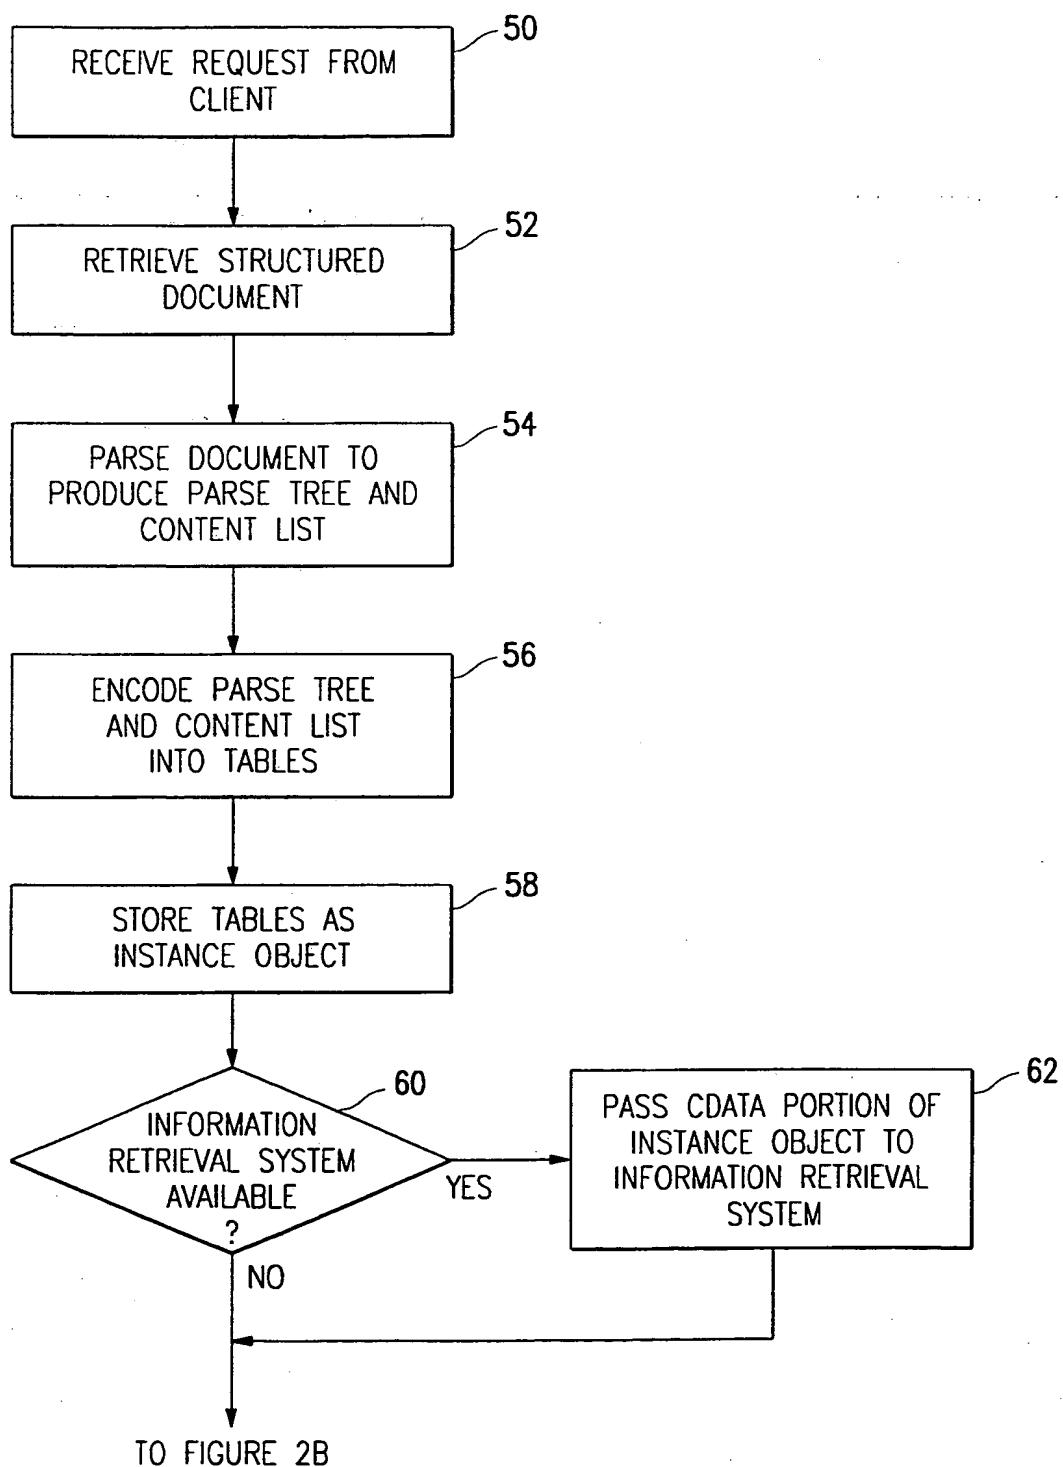 50
RECEIVE REQUEST FROM
CLIENT
52
RETRIEVE STRUCTURED
DOCUMENT
54
PARSE DOCUMENT TO
PRODUCE PARSE TREE AND
CONTENT LIST
56
ENCODE PARSE TREE
AND CONTENT LIST
INTO TABLES
58
STORE TABLES AS
INSTANCE OBJECT
60
INFORMATION
RETRIEVAL SYSTEM
AVAILABLE
?
YES
NO
62
PASS CDATA PORTION OF
INSTANCE OBJECT TO
INFORMATION RETRIEVAL
SYSTEM
TO FIGURE 2B